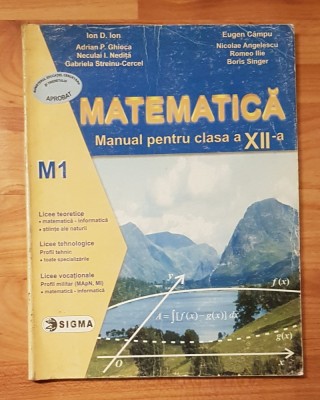 Ion D. Ion
Adrian P. Ghioca
Neculai I. Nediță
Gabriela Streinu-Cercel
Eugen Câmpu
Nicolae Angelescu
Romeo Ilie
Boris Singer
APROBAT
MATEMATICĂ
Manual pentru clasa a XII-a
M1
Licee teoretice
• matematică - informatică
• științe ale naturii
Licee tehnologice
Profil tehnic
• toate specializările
Licee vocaționale
Profil militar (MApN, MI)
• matematică - informatică
SIGMA
y
f(x)
A = ∫[f(x)-g(x)]dx
g(x)
O
x